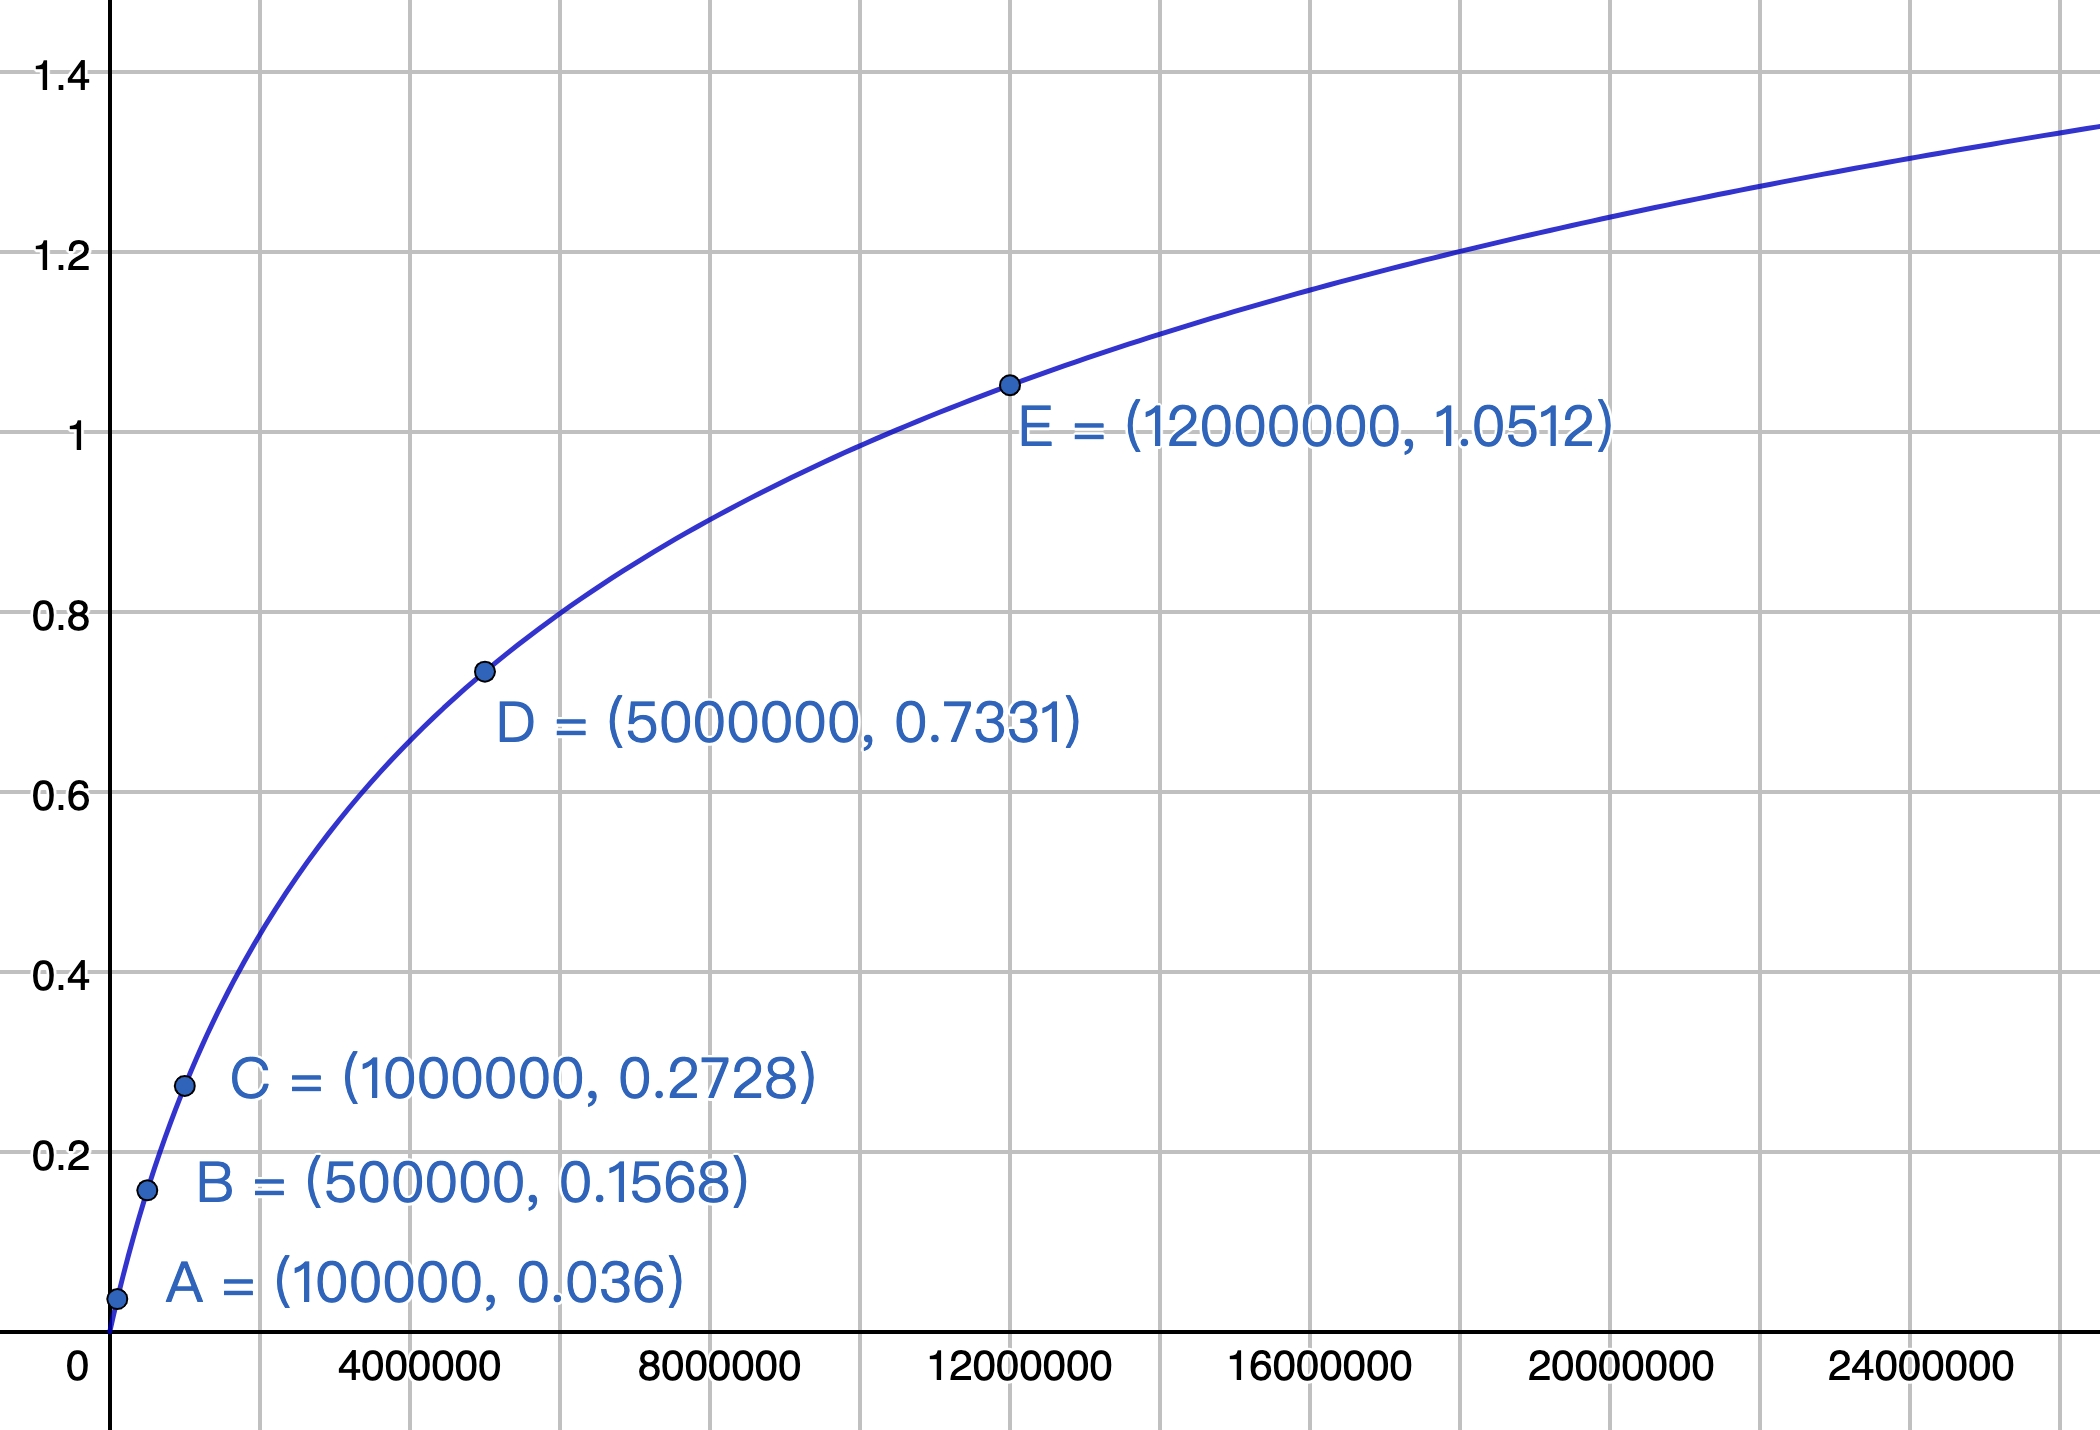 1.4
1.2
1
E = (12000000, 1.0512)
0.8
D = (5000000, 0.7331)
0.6
0.4
C = (1000000, 0.2728)
0.2
B = (500000, 0.1568)
A = (100000, 0.036)
0 4000000 8000000 12000000 16000000 20000000 24000000